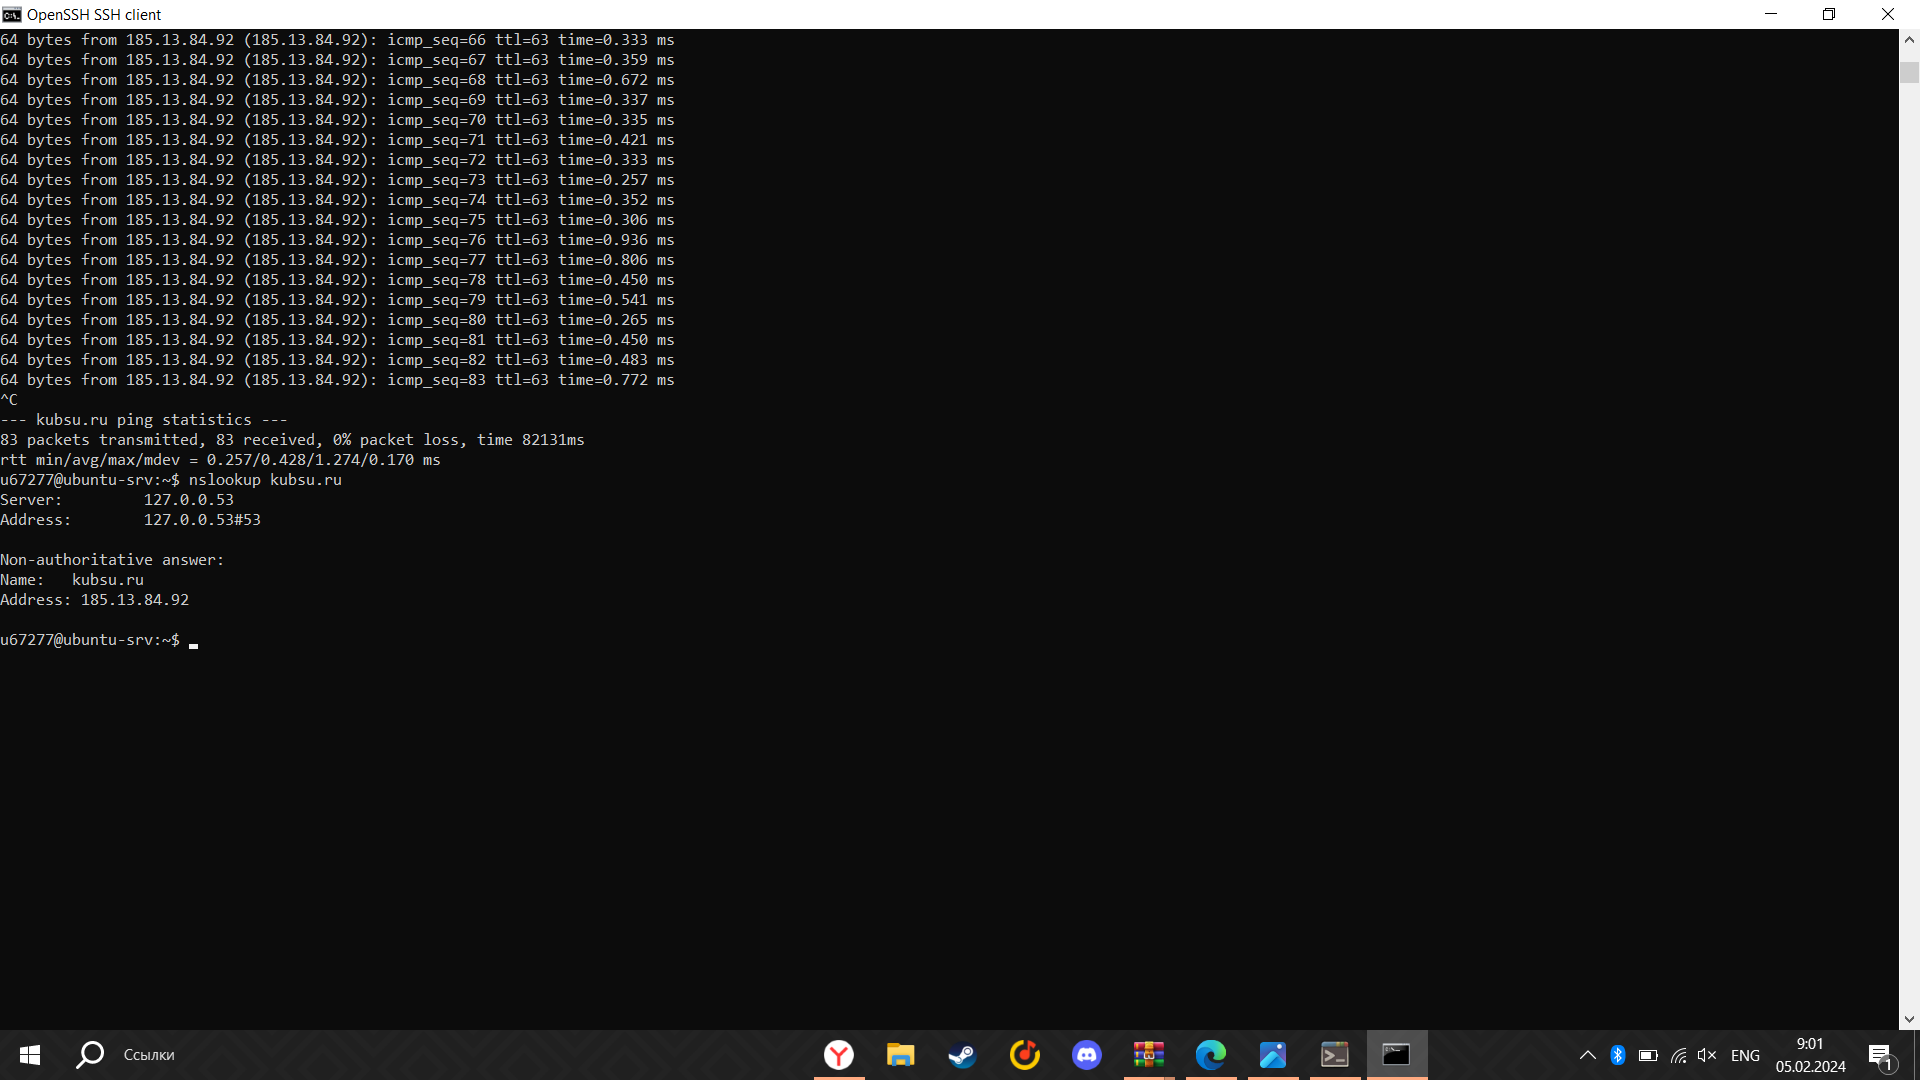 OpenSSH SSH client
64 bytes from 185.13.84.92 (185.13.84.92): icmp_seq=66 ttl=63 time=0.333 ms
64 bytes from 185.13.84.92 (185.13.84.92): icmp_seq=67 ttl=63 time=0.359 ms
64 bytes from 185.13.84.92 (185.13.84.92): icmp_seq=68 ttl=63 time=0.672 ms
64 bytes from 185.13.84.92 (185.13.84.92): icmp_seq=69 ttl=63 time=0.337 ms
64 bytes from 185.13.84.92 (185.13.84.92): icmp_seq=70 ttl=63 time=0.335 ms
64 bytes from 185.13.84.92 (185.13.84.92): icmp_seq=71 ttl=63 time=0.421 ms
64 bytes from 185.13.84.92 (185.13.84.92): icmp_seq=72 ttl=63 time=0.333 ms
64 bytes from 185.13.84.92 (185.13.84.92): icmp_seq=73 ttl=63 time=0.257 ms
64 bytes from 185.13.84.92 (185.13.84.92): icmp_seq=74 ttl=63 time=0.352 ms
64 bytes from 185.13.84.92 (185.13.84.92): icmp_seq=75 ttl=63 time=0.306 ms
64 bytes from 185.13.84.92 (185.13.84.92): icmp_seq=76 ttl=63 time=0.936 ms
64 bytes from 185.13.84.92 (185.13.84.92): icmp_seq=77 ttl=63 time=0.806 ms
64 bytes from 185.13.84.92 (185.13.84.92): icmp_seq=78 ttl=63 time=0.450 ms
64 bytes from 185.13.84.92 (185.13.84.92): icmp_seq=79 ttl=63 time=0.541 ms
64 bytes from 185.13.84.92 (185.13.84.92): icmp_seq=80 ttl=63 time=0.265 ms
64 bytes from 185.13.84.92 (185.13.84.92): icmp_seq=81 ttl=63 time=0.450 ms
64 bytes from 185.13.84.92 (185.13.84.92): icmp_seq=82 ttl=63 time=0.483 ms
64 bytes from 185.13.84.92 (185.13.84.92): icmp_seq=83 ttl=63 time=0.772 ms
^C
--- kubsu.ru ping statistics ---
83 packets transmitted, 83 received, 0% packet loss, time 82131ms
rtt min/avg/max/mdev = 0.257/0.428/1.274/0.170 ms
u67277@ubuntu-srv:~$ nslookup kubsu.ru
Server:         127.0.0.53
Address:        127.0.0.53#53

Non-authoritative answer:
Name:   kubsu.ru
Address: 185.13.84.92

u67277@ubuntu-srv:~$
Ссылки
ENG
9:01
05.02.2024
1